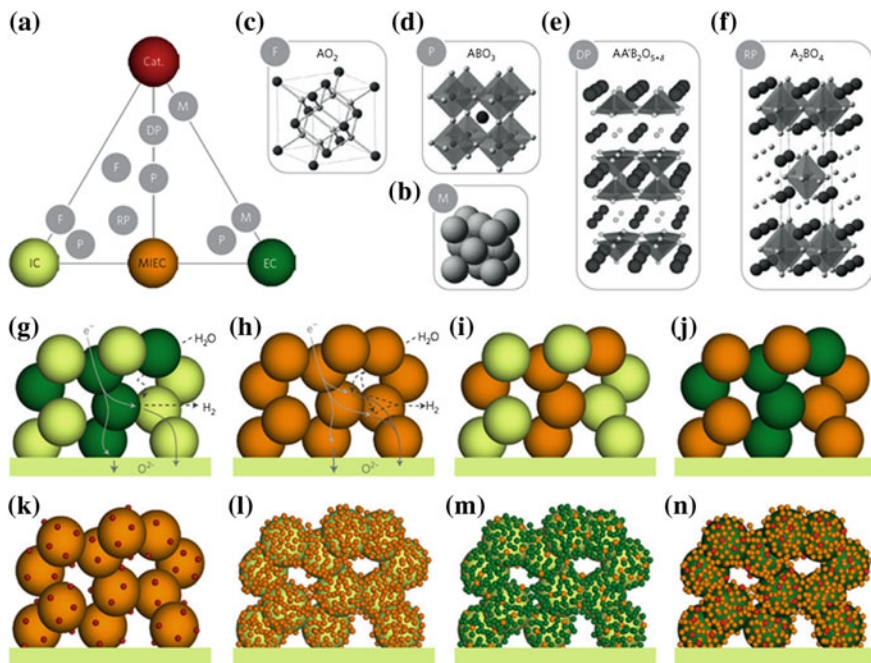 (a)
Cat.
M
DP
F
P
F
RP
M
P
P
IC
MIEC
EC
(c)
F
AO₂
(d)
P
ABO₃
(b)
M
(e)
DP
AA'B₂O₅₊δ
(f)
RP
A₂BO₄
(g)
e⁻
H₂O
H₂
O²⁻
(h)
e⁻
H₂O
H₂
O²⁻
(i)
(j)
(k)
(l)
(m)
(n)